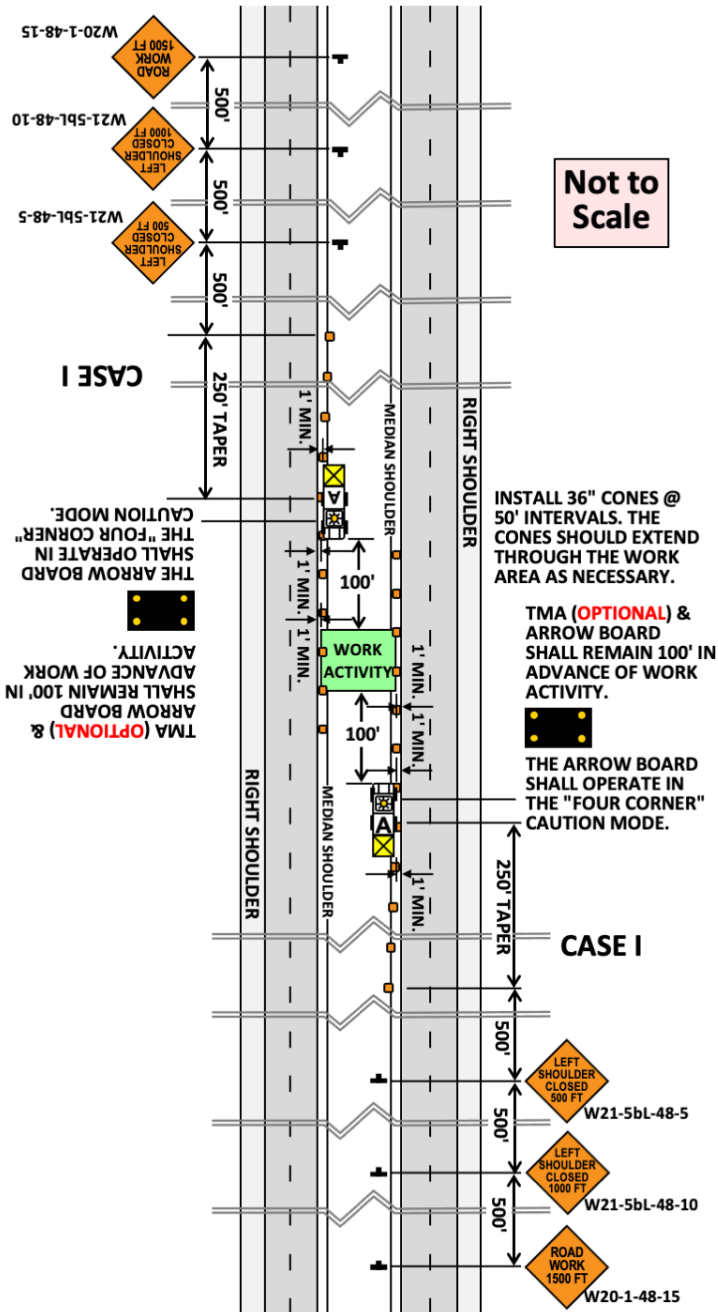 W20-1-48-15
ROAD
WORK
1500 FT
500'
W21-5bL-48-10
LEFT
SHOULDER
CLOSED
1000 FT
500'
W21-5bL-48-5
LEFT
SHOULDER
CLOSED
500 FT
500'
Not to
Scale
CASE I
250' TAPER
1' MIN.
MEDIAN SHOULDER
RIGHT SHOULDER
A
THE ARROW BOARD
SHALL OPERATE IN
THE "FOUR CORNER"
CAUTION MODE.
1' MIN.
100'
INSTALL 36" CONES @
50' INTERVALS. THE
CONES SHOULD EXTEND
THROUGH THE WORK
AREA AS NECESSARY.
TMA (OPTIONAL) &
ARROW BOARD
SHALL REMAIN 100' IN
ADVANCE OF WORK
ACTIVITY.
1' MIN.
WORK
ACTIVITY
1' MIN.
TMA (OPTIONAL) &
ARROW BOARD
SHALL REMAIN 100' IN
ADVANCE OF WORK
ACTIVITY.
100'
1' MIN.
THE ARROW BOARD
SHALL OPERATE IN
THE "FOUR CORNER"
CAUTION MODE.
RIGHT SHOULDER
MEDIAN SHOULDER
A
1' MIN.
250' TAPER
CASE I
500'
LEFT
SHOULDER
CLOSED
500 FT
W21-5bL-48-5
500'
LEFT
SHOULDER
CLOSED
1000 FT
W21-5bL-48-10
500'
ROAD
WORK
1500 FT
W20-1-48-15